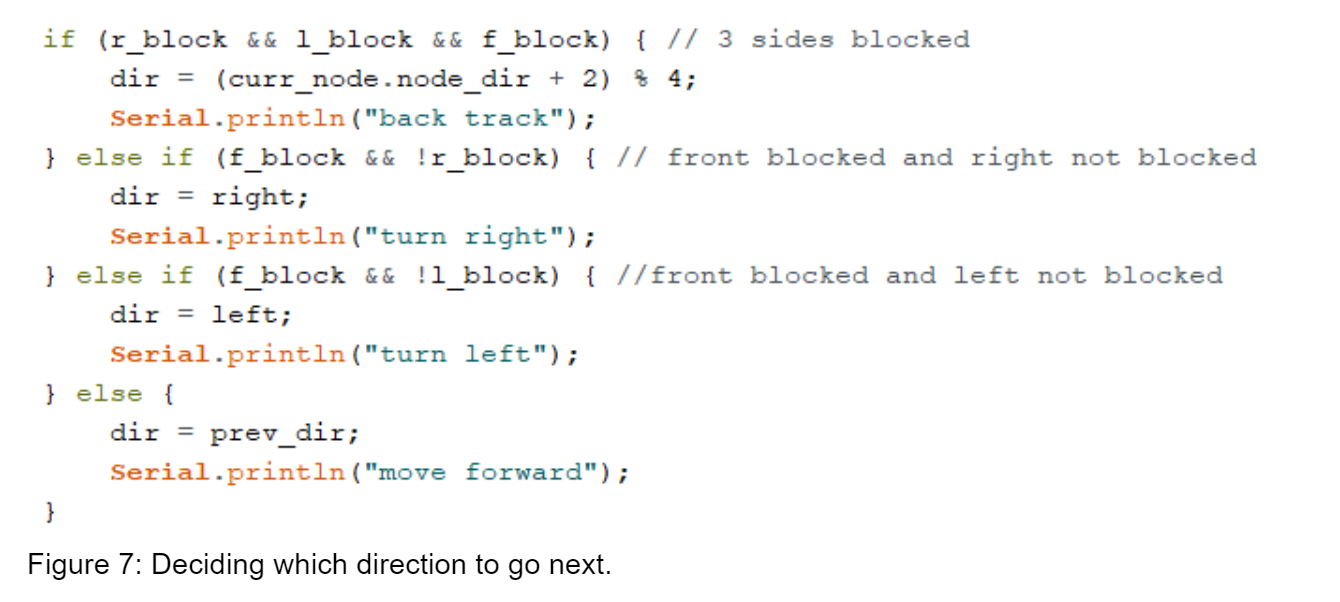 if (r_block && l_block && f_block) { // 3 sides blocked
    dir = (curr_node.node_dir + 2) % 4;
    Serial.println("back track");
} else if (f_block && !r_block) { // front blocked and right not blocked
    dir = right;
    Serial.println("turn right");
} else if (f_block && !l_block) { //front blocked and left not blocked
    dir = left;
    Serial.println("turn left");
} else {
    dir = prev_dir;
    Serial.println("move forward");
}
Figure 7: Deciding which direction to go next.